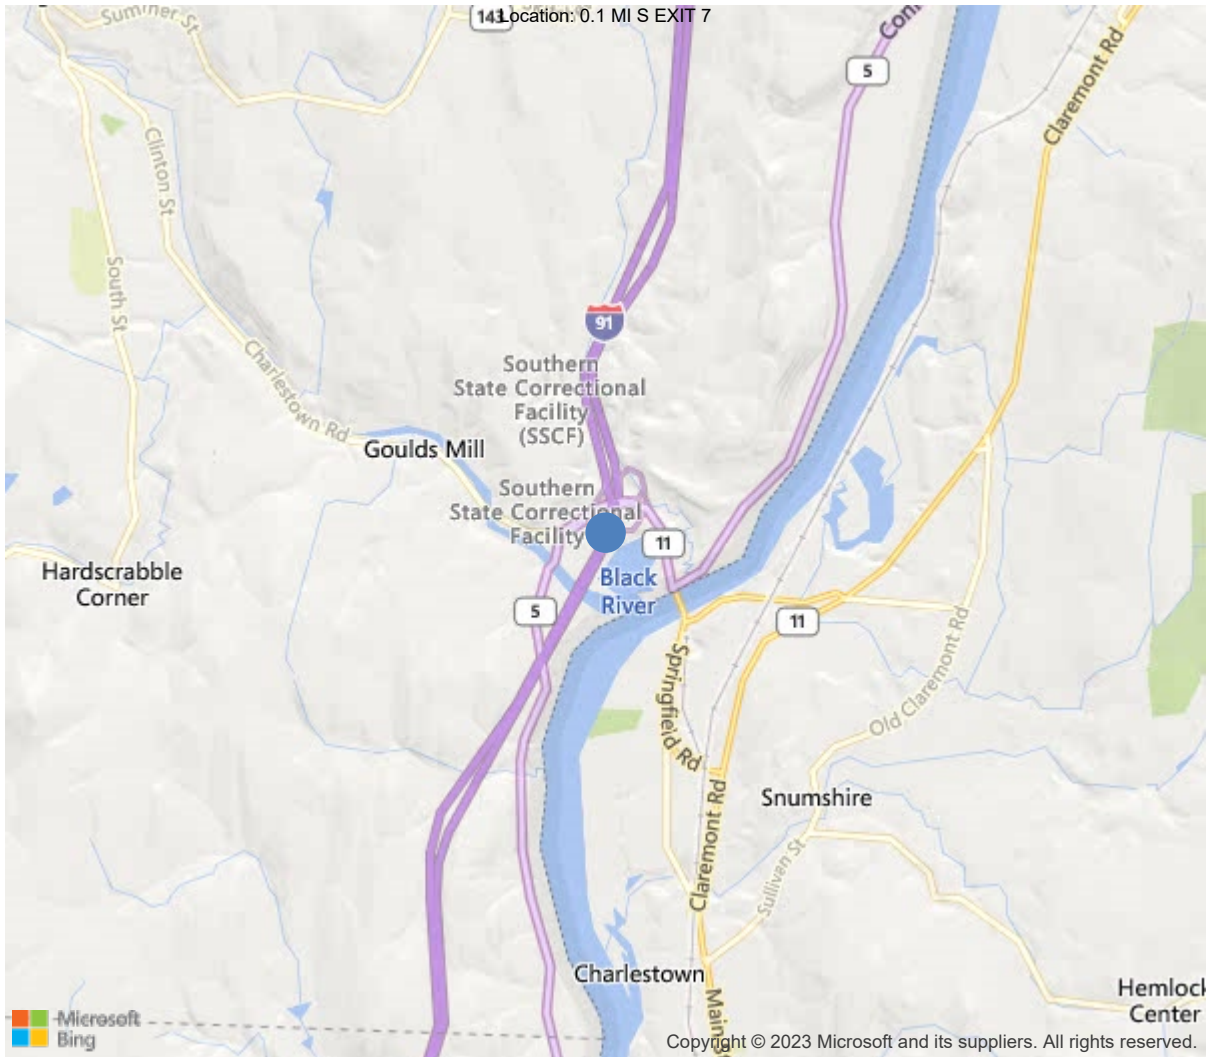 Location: 0.1 MI S EXIT 7
143
Summer St
5
Claremont Rd
Clinton St
South St
91
Southern
State Correctional
Facility
(SSCF)
Charlestown Rd
Goulds Mill
Southern
State Correctional
Facility
11
Hardscrabble
Corner
Black
River
5
11
Springfield Rd
Old Claremont Rd
Snumshire
Claremont Rd
Sullivan St
Charlestown
Hemlock
Center
Main
Microsoft
Bing
Copyright © 2023 Microsoft and its suppliers. All rights reserved.